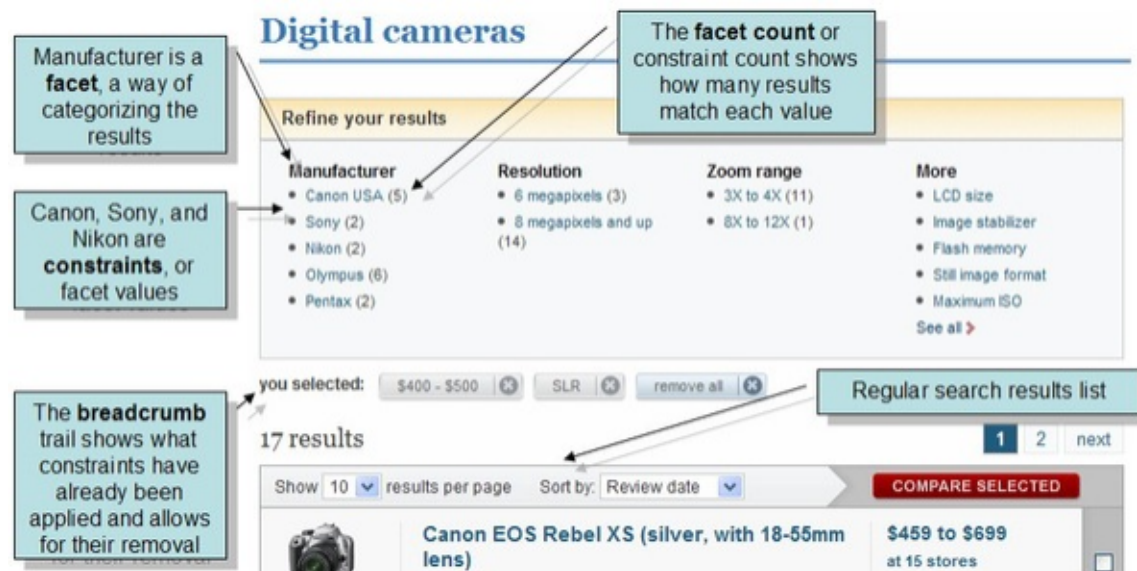 Digital cameras
Manufacturer is a
facet, a way of
categorizing the
results
The facet count or
constraint count shows
how many results
match each value
Refine your results
Manufacturer
Canon USA (5)
Sony (2)
Nikon (2)
Olympus (6)
Pentax (2)
Resolution
6 megapixels (3)
8 megapixels and up
(14)
Zoom range
3X to 4X (11)
8X to 12X (1)
More
LCD size
Image stabilizer
Flash memory
Still image format
Maximum ISO
See all
Canon, Sony, and
Nikon are
constraints, or
facet values
you selected: $400 - $500 SLR remove all
The breadcrumb
trail shows what
constraints have
already been
applied and allows
for their removal
Regular search results list
17 results
1 2 next
Show 10 results per page Sort by: Review date COMPARE SELECTED
Canon EOS Rebel XS (silver, with 18-55mm
lens)
$459 to $699
at 15 stores